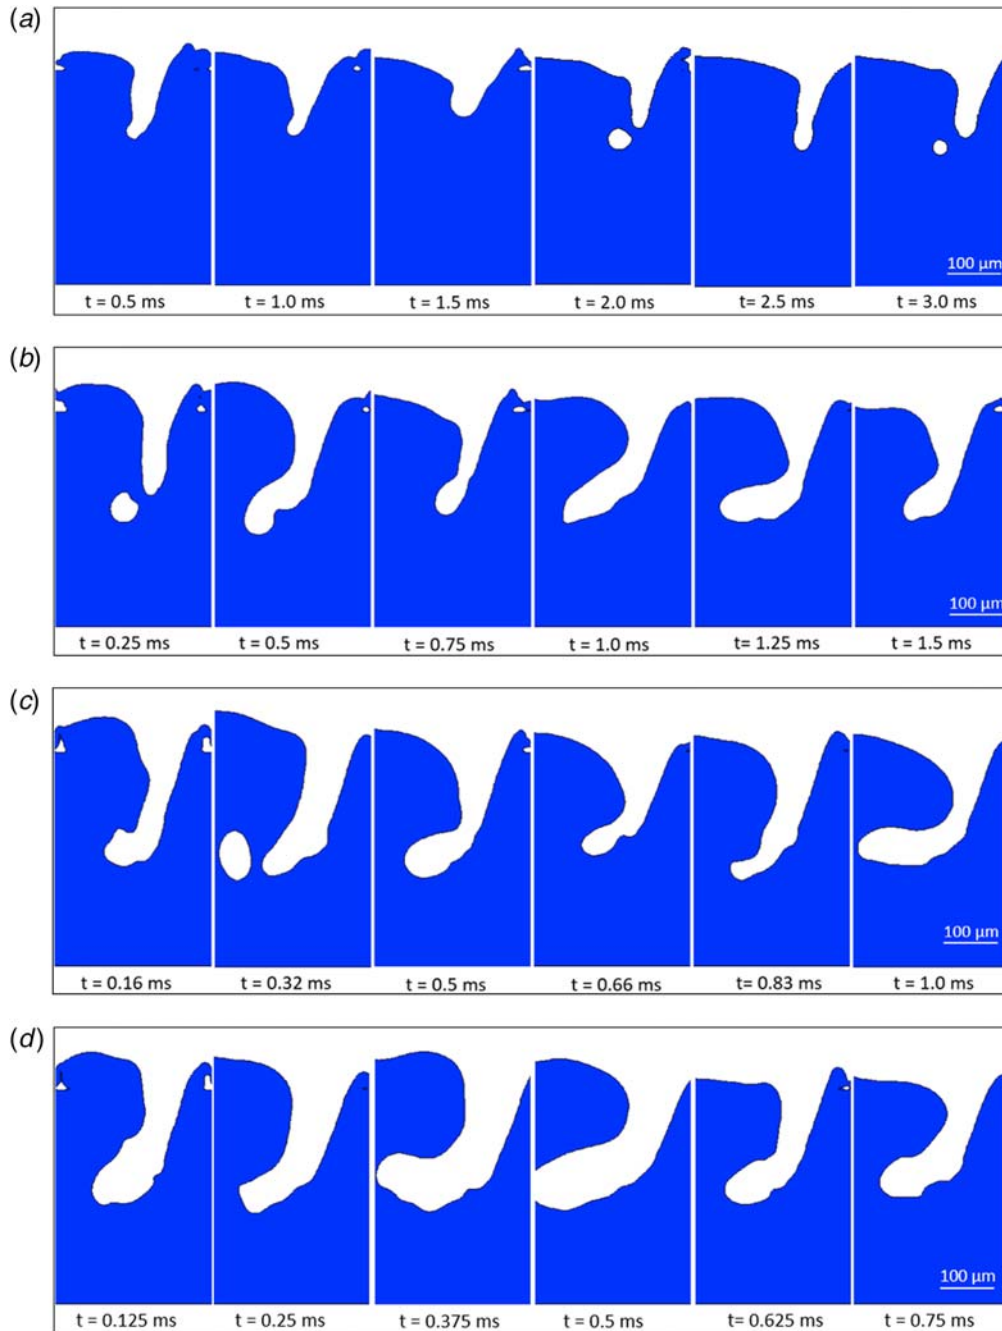 (a)
100 μm
t = 0.5 ms t = 1.0 ms t = 1.5 ms t = 2.0 ms t = 2.5 ms t = 3.0 ms
(b)
100 μm
t = 0.25 ms t = 0.5 ms t = 0.75 ms t = 1.0 ms t = 1.25 ms t = 1.5 ms
(c)
100 μm
t = 0.16 ms t = 0.32 ms t = 0.5 ms t = 0.66 ms t= 0.83 ms t = 1.0 ms
(d)
100 μm
t = 0.125 ms t = 0.25 ms t = 0.375 ms t = 0.5 ms t = 0.625 ms t = 0.75 ms